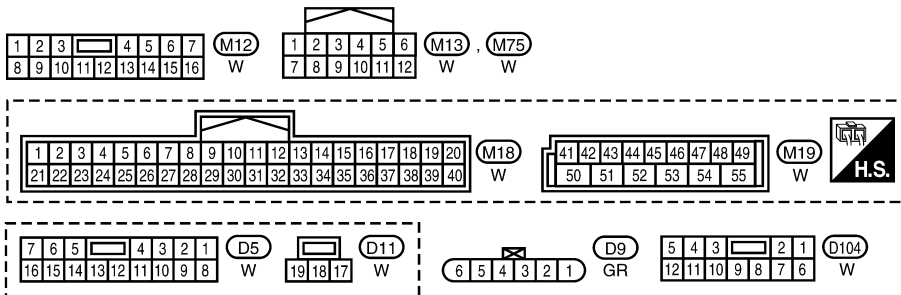 1 2 3 4 5 6 7 M12 1 2 3 4 5 6 M13 , M75
8 9 10 11 12 13 14 15 16 W 7 8 9 10 11 12 W W
1 2 3 4 5 6 7 8 9 10 11 12 13 14 15 16 17 18 19 20 M18 41 42 43 44 45 46 47 48 49 M19
21 22 23 24 25 26 27 28 29 30 31 32 33 34 35 36 37 38 39 40 W 50 51 52 53 54 55 W H.S.
7 6 5 4 3 2 1 D5 D11 D9 5 4 3 2 1 D104
16 15 14 13 12 11 10 9 8 W 19 18 17 W 6 5 4 3 2 1 GR 12 11 10 9 8 7 6 W